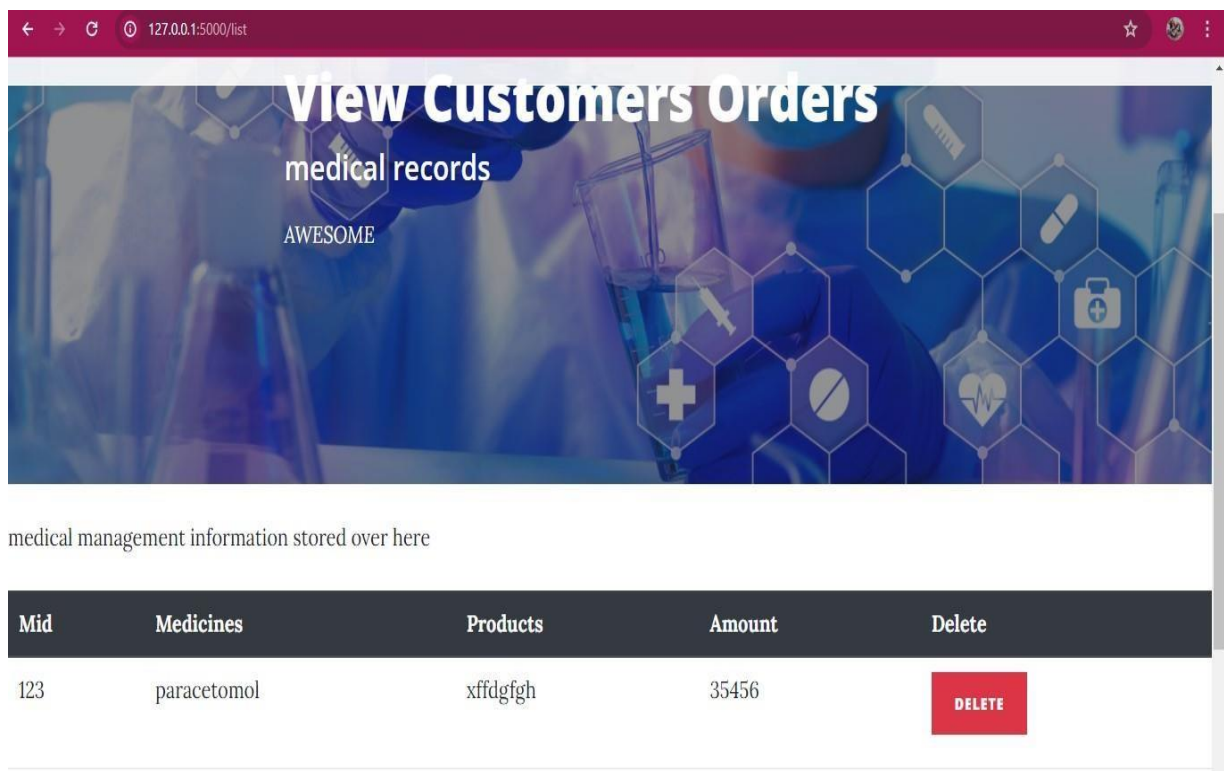 127.0.0.1:5000/list
View Customers Orders
medical records
AWESOME
medical management information stored over here
Mid Medicines Products Amount Delete
123 paracetomol xffdgfgh 35456 DELETE